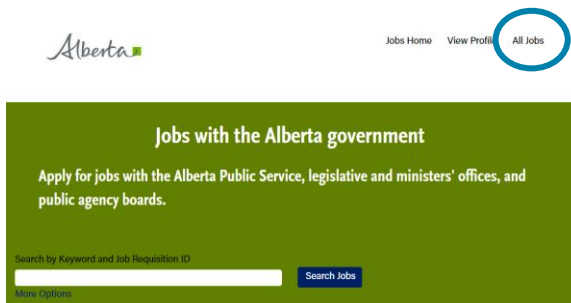 Alberta
Jobs Home View Profile All Jobs
Jobs with the Alberta government
Apply for jobs with the Alberta Public Service, legislative and ministers' offices, and
public agency boards.
Search by Keyword and Job Requisition ID
Search Jobs
More Options